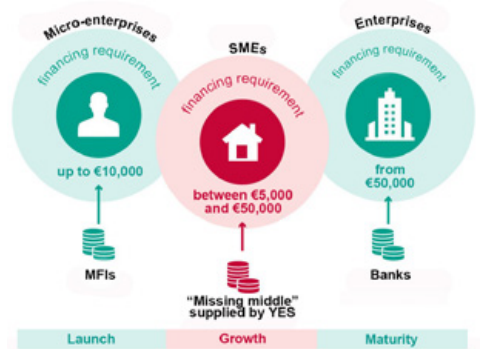 Micro-enterprises
financing requirement
up to €10,000
MFIs
SMEs
financing requirement
between €5,000
and €50,000
"Missing middle"
supplied by YES
Enterprises
financing requirement
from
€50,000
Banks
Launch
Growth
Maturity